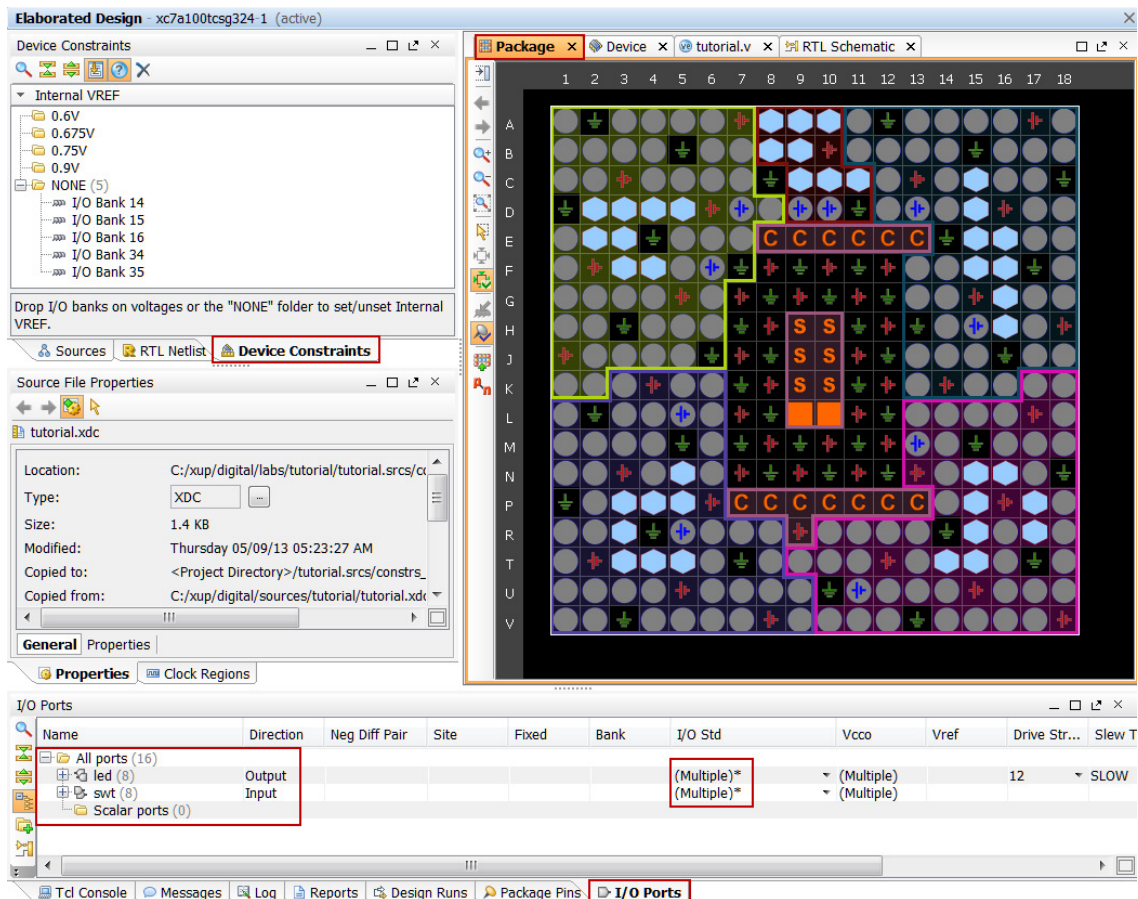 Elaborated Design - xc7a100tcsg324-1 (active)
Device Constraints
Internal VREF
0.6V
0.675V
0.75V
0.9V
NONE (5)
I/O Bank 14
I/O Bank 15
I/O Bank 16
I/O Bank 34
I/O Bank 35
Drop I/O banks on voltages or the "NONE" folder to set/unset Internal
VREF.
Sources RTL Netlist Device Constraints
Source File Properties
tutorial.xdc
Location: C:/xup/digital/labs/tutorial/tutorial.srcs/co
Type: XDC ...
Size: 1.4 KB
Modified: Thursday 05/09/13 05:23:27 AM
Copied to: <Project Directory>/tutorial.srcs/constrs_
Copied from: C:/xup/digital/sources/tutorial/tutorial.xdc
General Properties
Properties Clock Regions
Package Device tutorial.v RTL Schematic
1 2 3 4 5 6 7 8 9 10 11 12 13 14 15 16 17 18
A
B
C
D
E C C C C C C
F
G
H S S
J S S
K S S
L
M
N
P C C C C C C C
R
T
U
V
I/O Ports
Name Direction Neg Diff Pair Site Fixed Bank I/O Std Vcco Vref Drive Str... Slew T
All ports (16)
led (8) Output (Multiple)* (Multiple) 12 SLOW
swt (8) Input (Multiple)* (Multiple)
Scalar ports (0)
Tcl Console Messages Log Reports Design Runs Package Pins I/O Ports